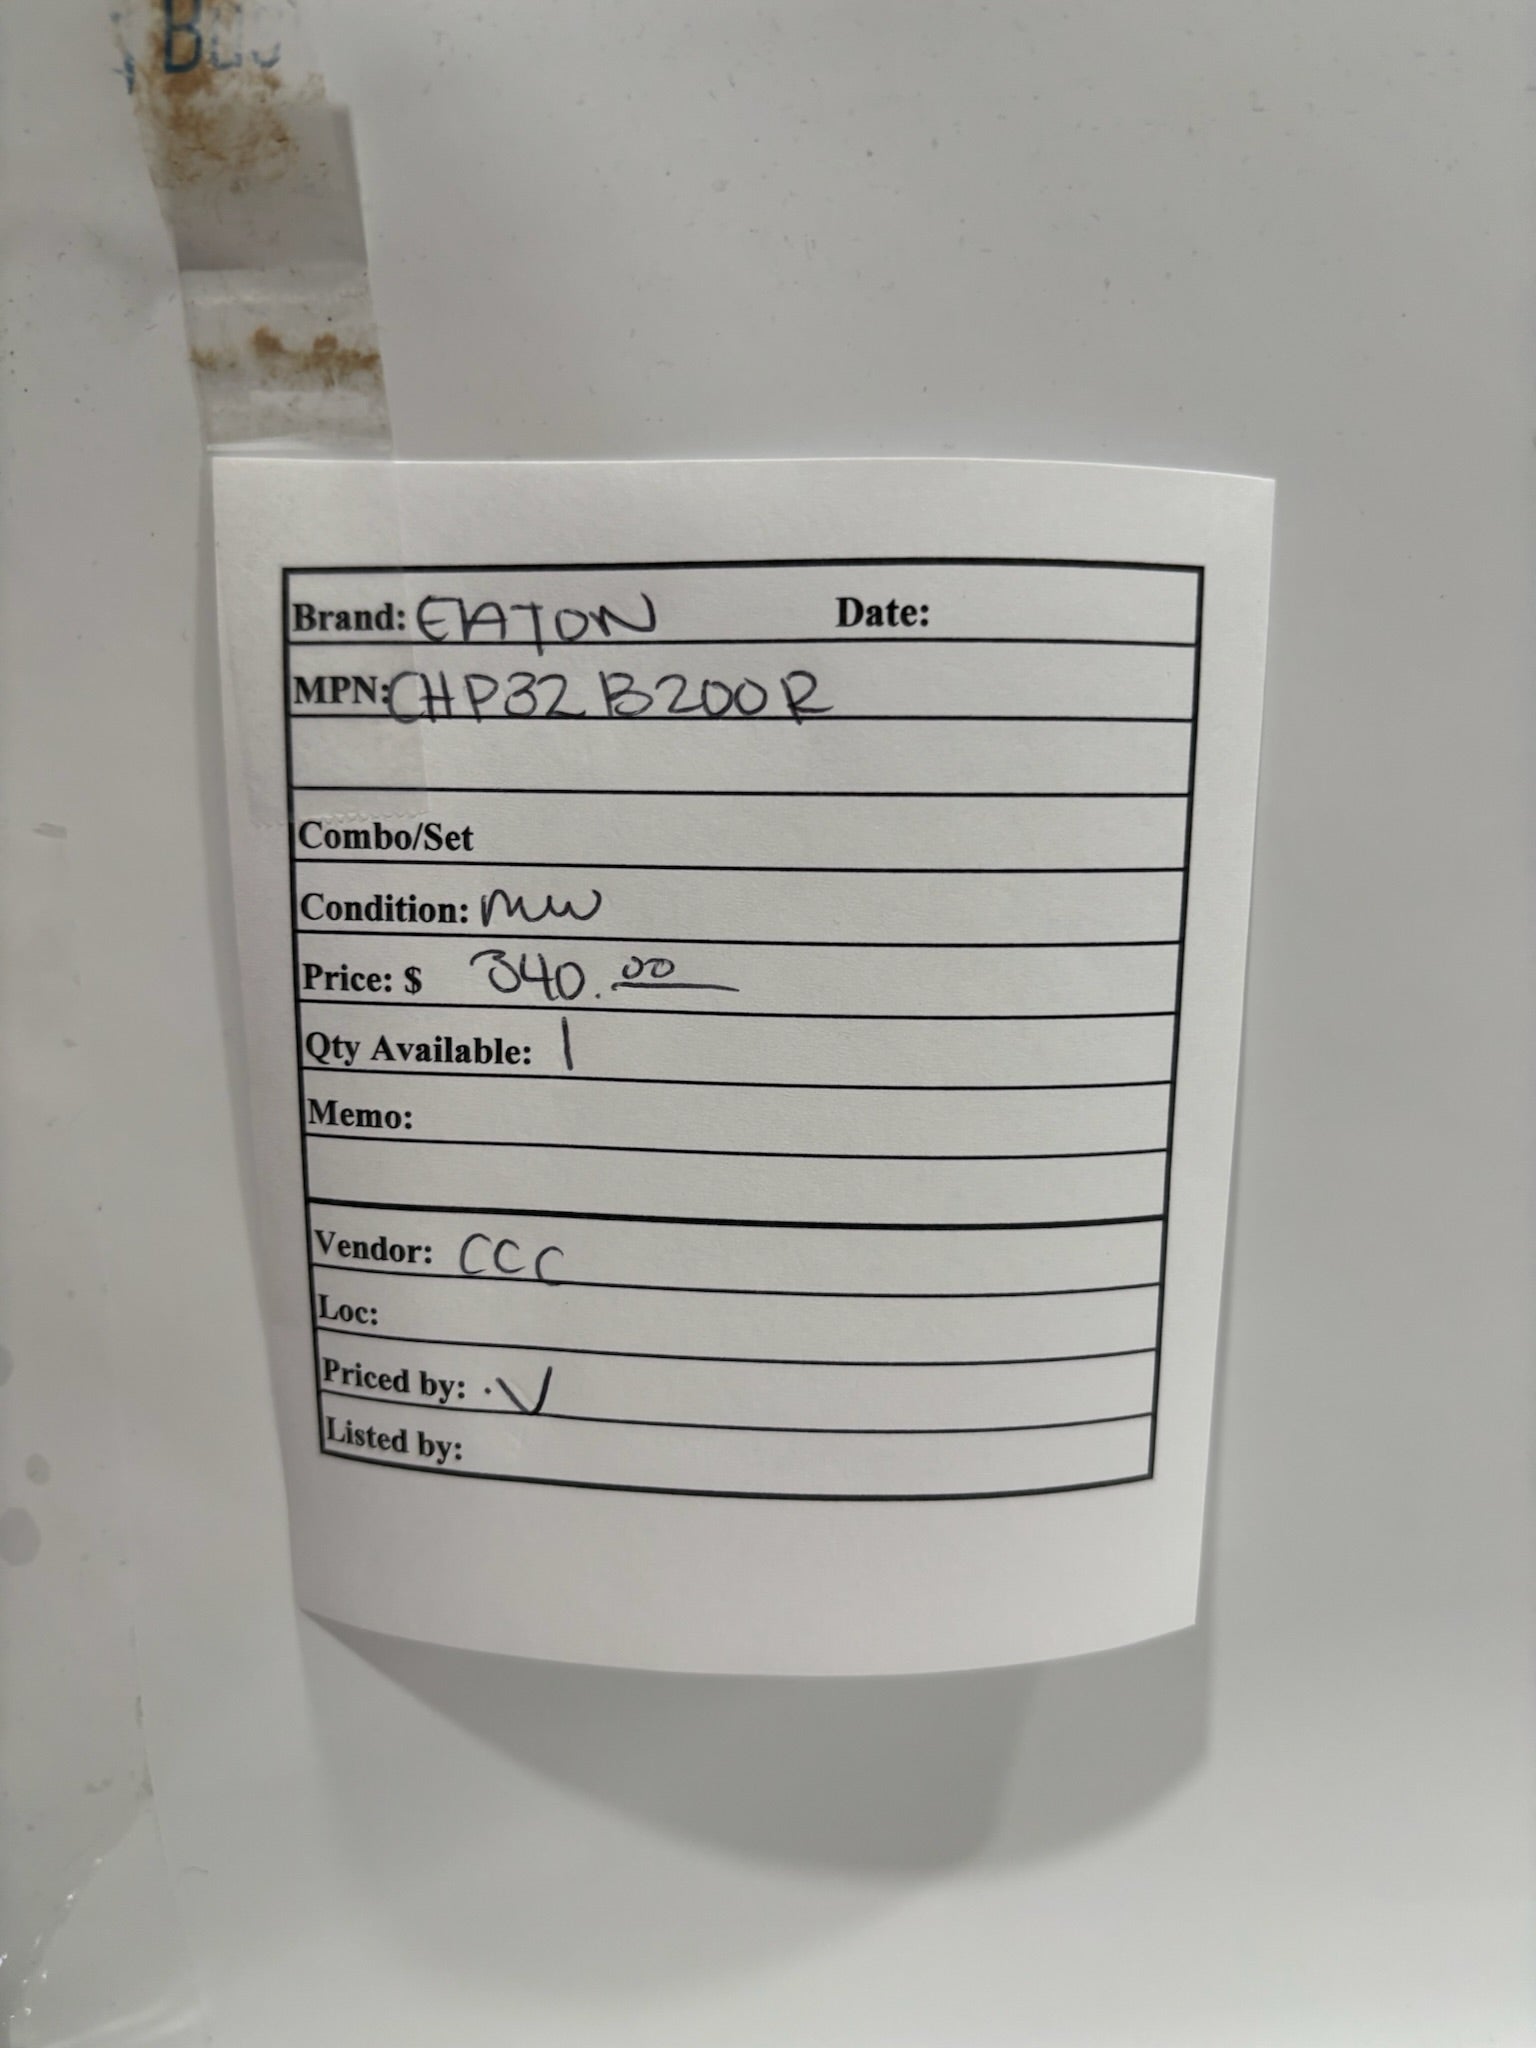 Brand: EATON Date:
MPN: CHP32B200R
Combo/Set
Condition:
Price: $ 340.00
Qty Available: 1
Memo:
Vendor: CCC
Loc:
Priced by: .V
Listed by: